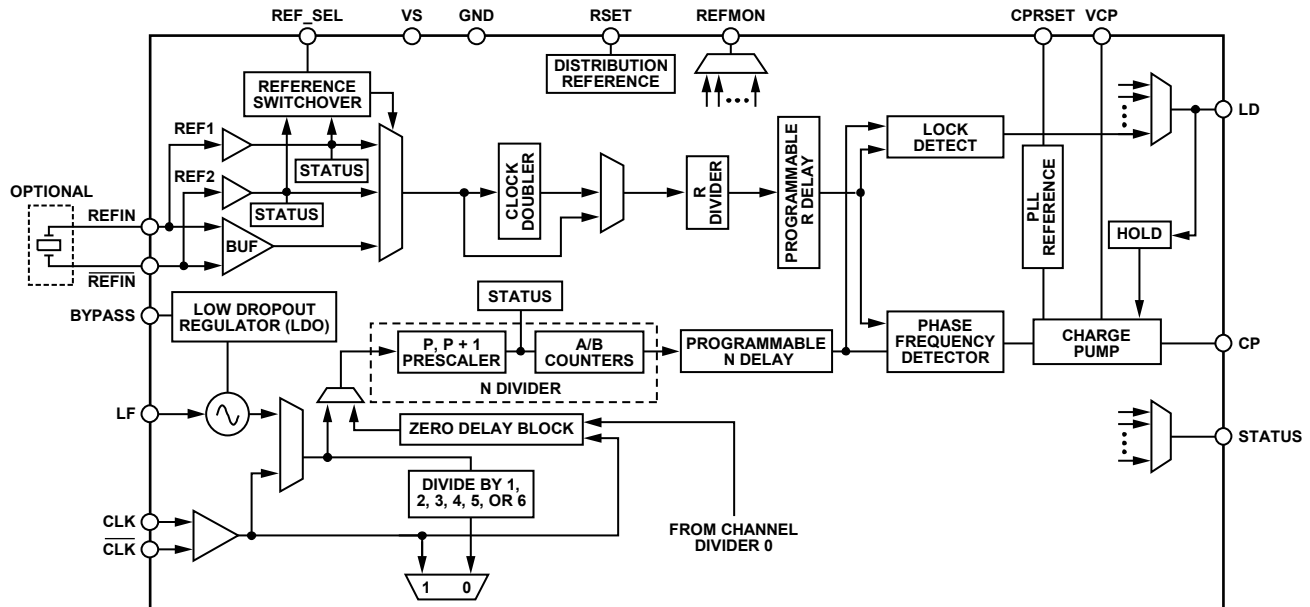 REF_SEL
VS
GND
RSET
REFMON
CPRSET
VCP
DISTRIBUTION
REFERENCE
REFERENCE
SWITCHOVER
REF1
STATUS
REF2
STATUS
OPTIONAL
REFIN
REFIN
BUF
CLOCK
DOUBLER
R
DIVIDER
PROGRAMMABLE
R DELAY
LOCK
DETECT
PLL
REFERENCE
LD
HOLD
BYPASS
LOW DROPOUT
REGULATOR (LDO)
STATUS
P, P + 1
PRESCALER
A/B
COUNTERS
N DIVIDER
PROGRAMMABLE
N DELAY
PHASE
FREQUENCY
DETECTOR
CHARGE
PUMP
CP
LF
ZERO DELAY BLOCK
STATUS
DIVIDE BY 1,
2, 3, 4, 5, OR 6
CLK
CLK
FROM CHANNEL
DIVIDER 0
1 0